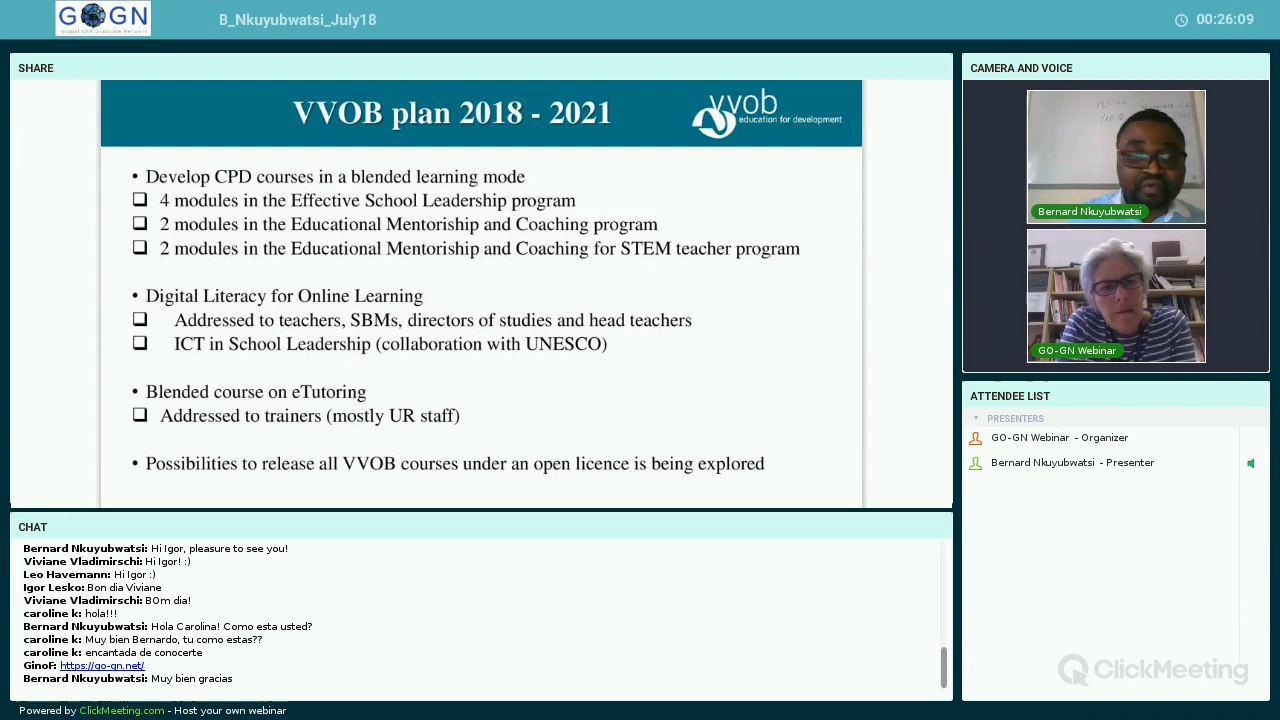 GOGN
Global OER Graduate Network
B_Nkuyubwatsi_July18
00:26:09
SHARE
VVOB plan 2018 - 2021
vvob
education for development
• Develop CPD courses in a blended learning mode
❑ 4 modules in the Effective School Leadership program
❑ 2 modules in the Educational Mentoriship and Coaching program
❑ 2 modules in the Educational Mentoriship and Coaching for STEM teacher program
• Digital Literacy for Online Learning
❑ Addressed to teachers, SBMs, directors of studies and head teachers
❑ ICT in School Leadership (collaboration with UNESCO)
• Blended course on eTutoring
❑ Addressed to trainers (mostly UR staff)
• Possibilities to release all VVOB courses under an open licence is being explored
CHAT
Bernard Nkuyubwatsi: Hi Igor, pleasure to see you!
Viviane Vladimirschi: Hi Igor! :)
Leo Havemann: Hi Igor :)
Igor Lesko: Bon dia Viviane
Viviane Vladimirschi: BOm dia!
caroline k: hola!!!
Bernard Nkuyubwatsi: Hola Carolina! Como esta usted?
caroline k: Muy bien Bernardo, tu como estas??
caroline k: encantada de conocerte
GinoF: https://go-gn.net/
Bernard Nkuyubwatsi: Muy bien gracias
Powered by ClickMeeting.com - Host your own webinar
CAMERA AND VOICE
Bernard Nkuyubwatsi
GO-GN Webinar
ATTENDEE LIST
PRESENTERS
GO-GN Webinar - Organizer
Bernard Nkuyubwatsi - Presenter
ClickMeeting